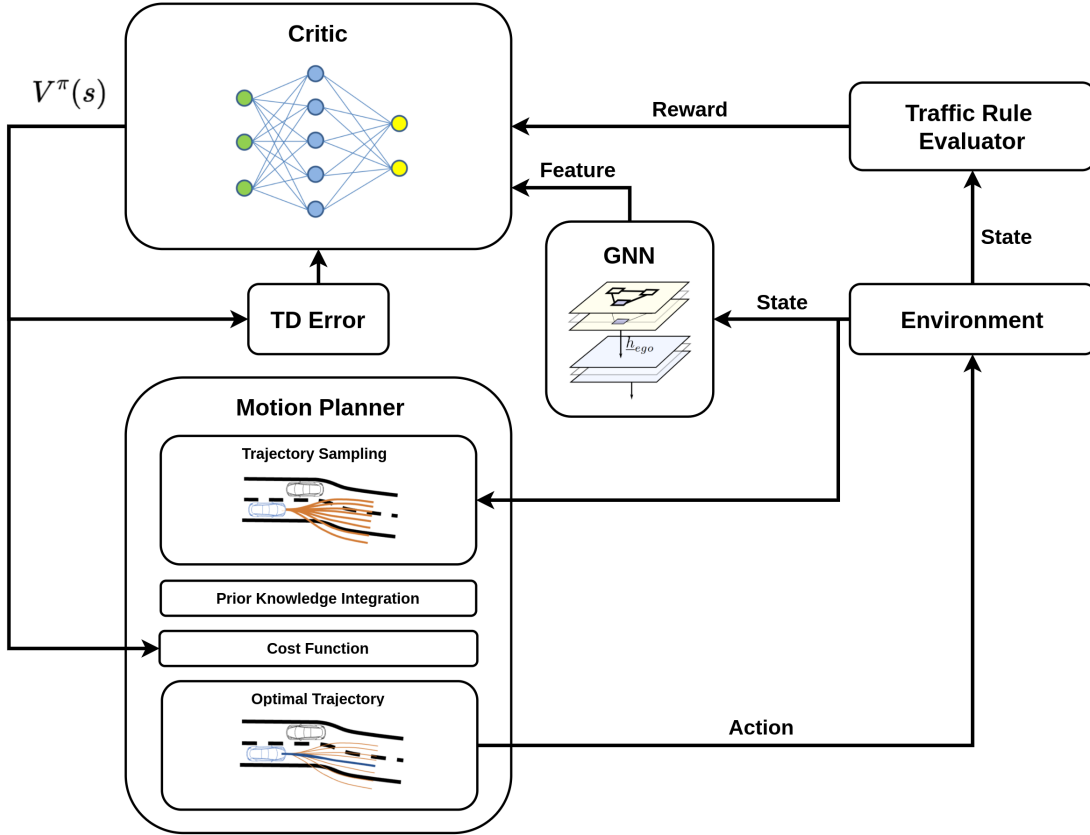 Critic
V^π(s)
Reward
Traffic Rule
Evaluator
Feature
State
GNN
h_ego
State
TD Error
Environment
Motion Planner
Trajectory Sampling
Prior Knowledge Integration
Cost Function
Optimal Trajectory
Action